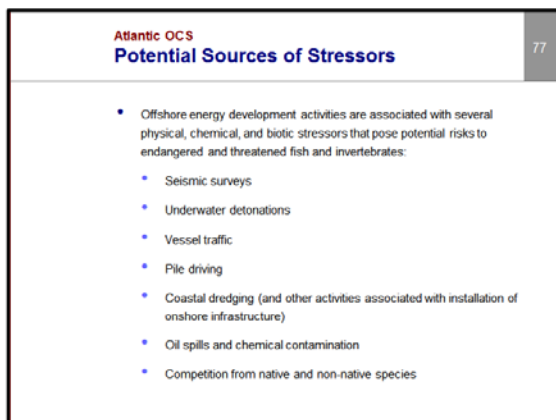 Atlantic OCS
Potential Sources of Stressors
77
• Offshore energy development activities are associated with several
physical, chemical, and biotic stressors that pose potential risks to
endangered and threatened fish and invertebrates:
• Seismic surveys
• Underwater detonations
• Vessel traffic
• Pile driving
• Coastal dredging (and other activities associated with installation of
onshore infrastructure)
• Oil spills and chemical contamination
• Competition from native and non-native species